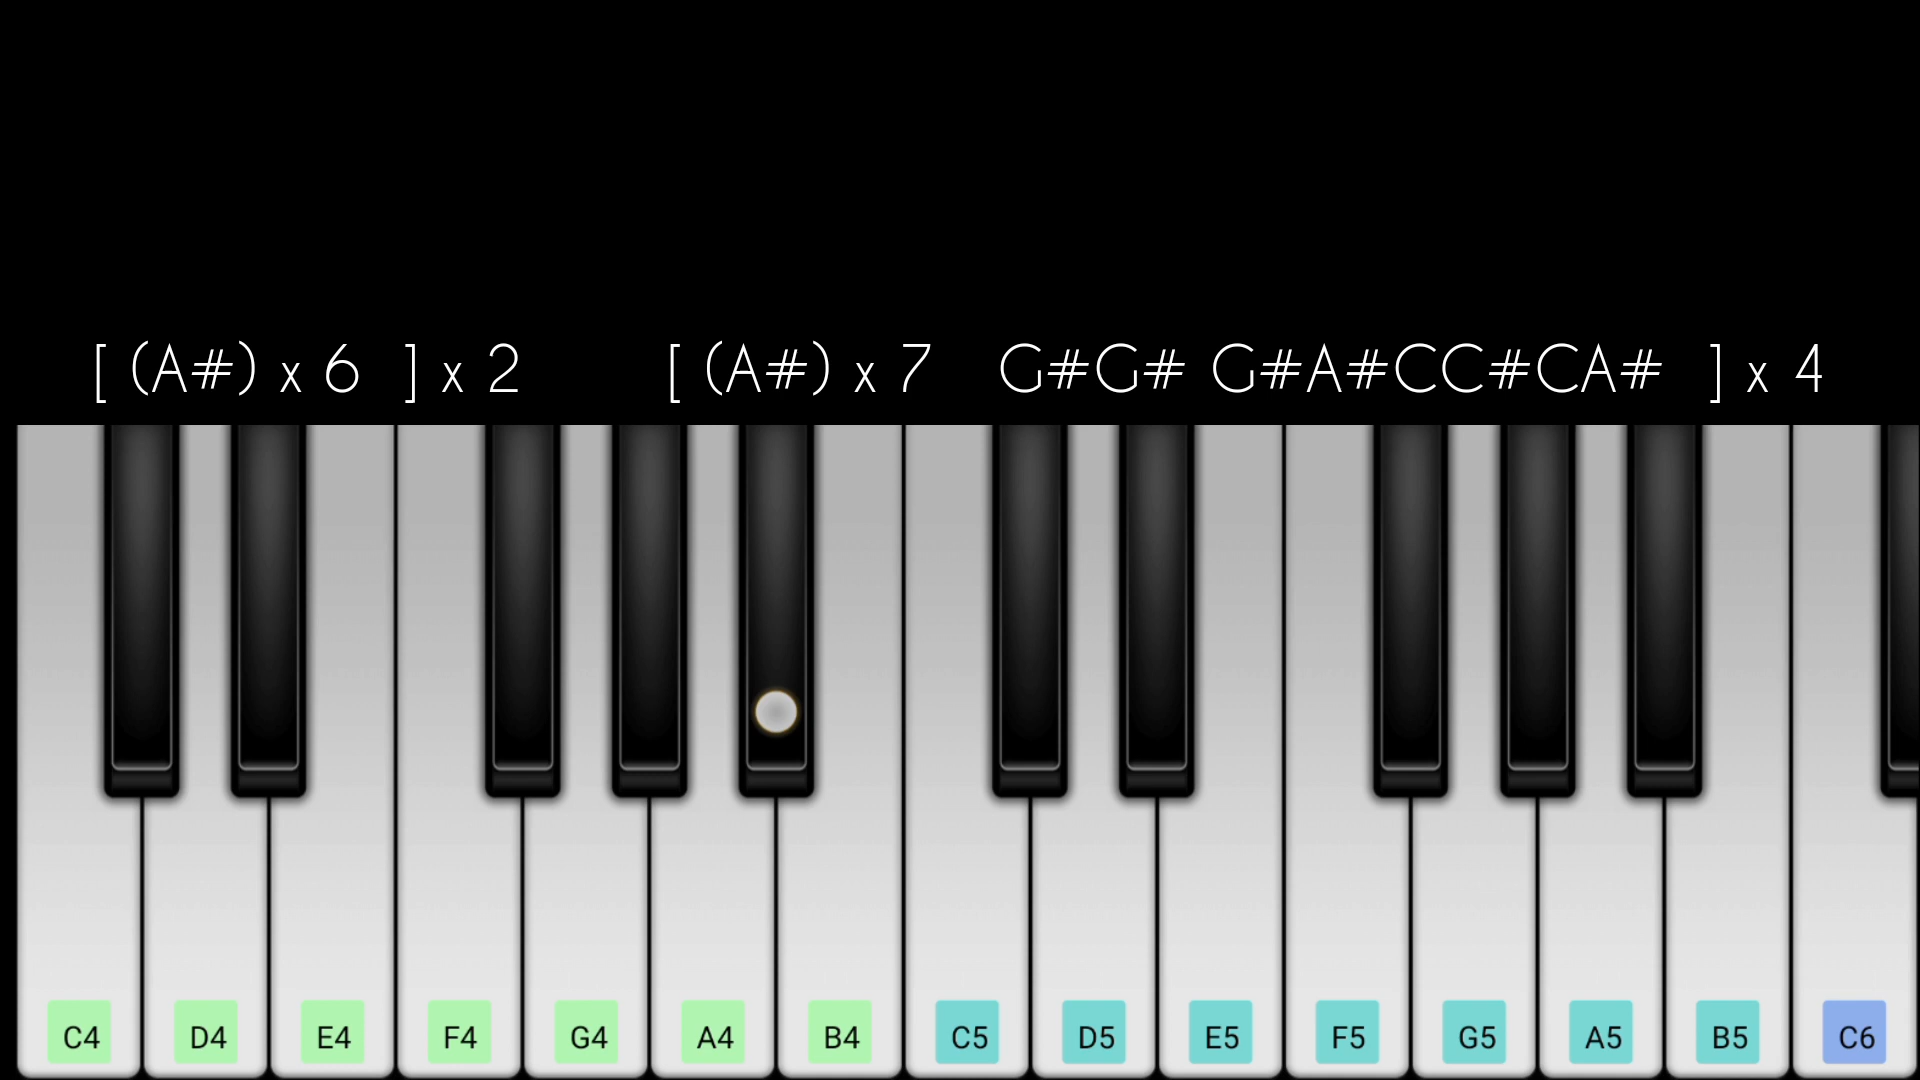 [ (A#) x 6 ] x 2 [ (A#) x 7 G#G# G#A#CC#CA# ] x 4
C4 D4 E4 F4 G4 A4 B4 C5 D5 E5 F5 G5 A5 B5 C6